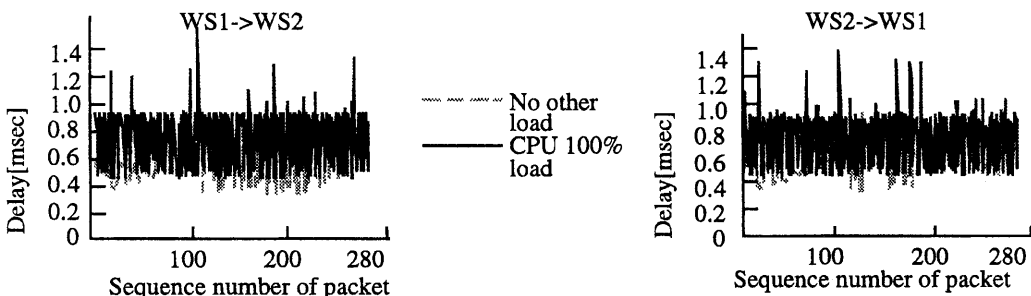 WS1->WS2
1.4
1.2
1.0
0.8
0.6
0.4
0.2
0
Delay[msec]
100
200
280
Sequence number of packet
No other
load
CPU 100%
load
WS2->WS1
1.4
1.2
1.0
0.8
0.6
0.4
0.2
0
Delay[msec]
100
200
280
Sequence number of packet